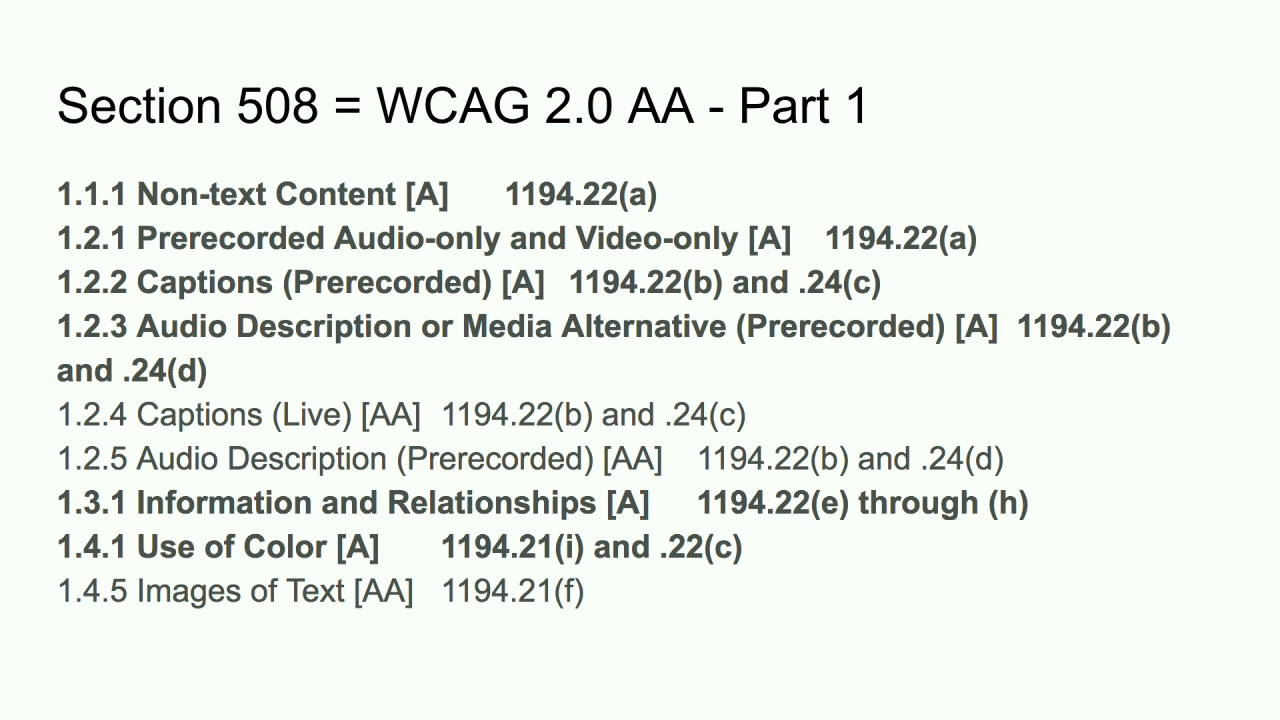 Section 508 = WCAG 2.0 AA - Part 1
1.1.1 Non-text Content [A] 1194.22(a)
1.2.1 Prerecorded Audio-only and Video-only [A] 1194.22(a)
1.2.2 Captions (Prerecorded) [A] 1194.22(b) and .24(c)
1.2.3 Audio Description or Media Alternative (Prerecorded) [A] 1194.22(b)
and .24(d)
1.2.4 Captions (Live) [AA] 1194.22(b) and .24(c)
1.2.5 Audio Description (Prerecorded) [AA] 1194.22(b) and .24(d)
1.3.1 Information and Relationships [A] 1194.22(e) through (h)
1.4.1 Use of Color [A] 1194.21(i) and .22(c)
1.4.5 Images of Text [AA] 1194.21(f)